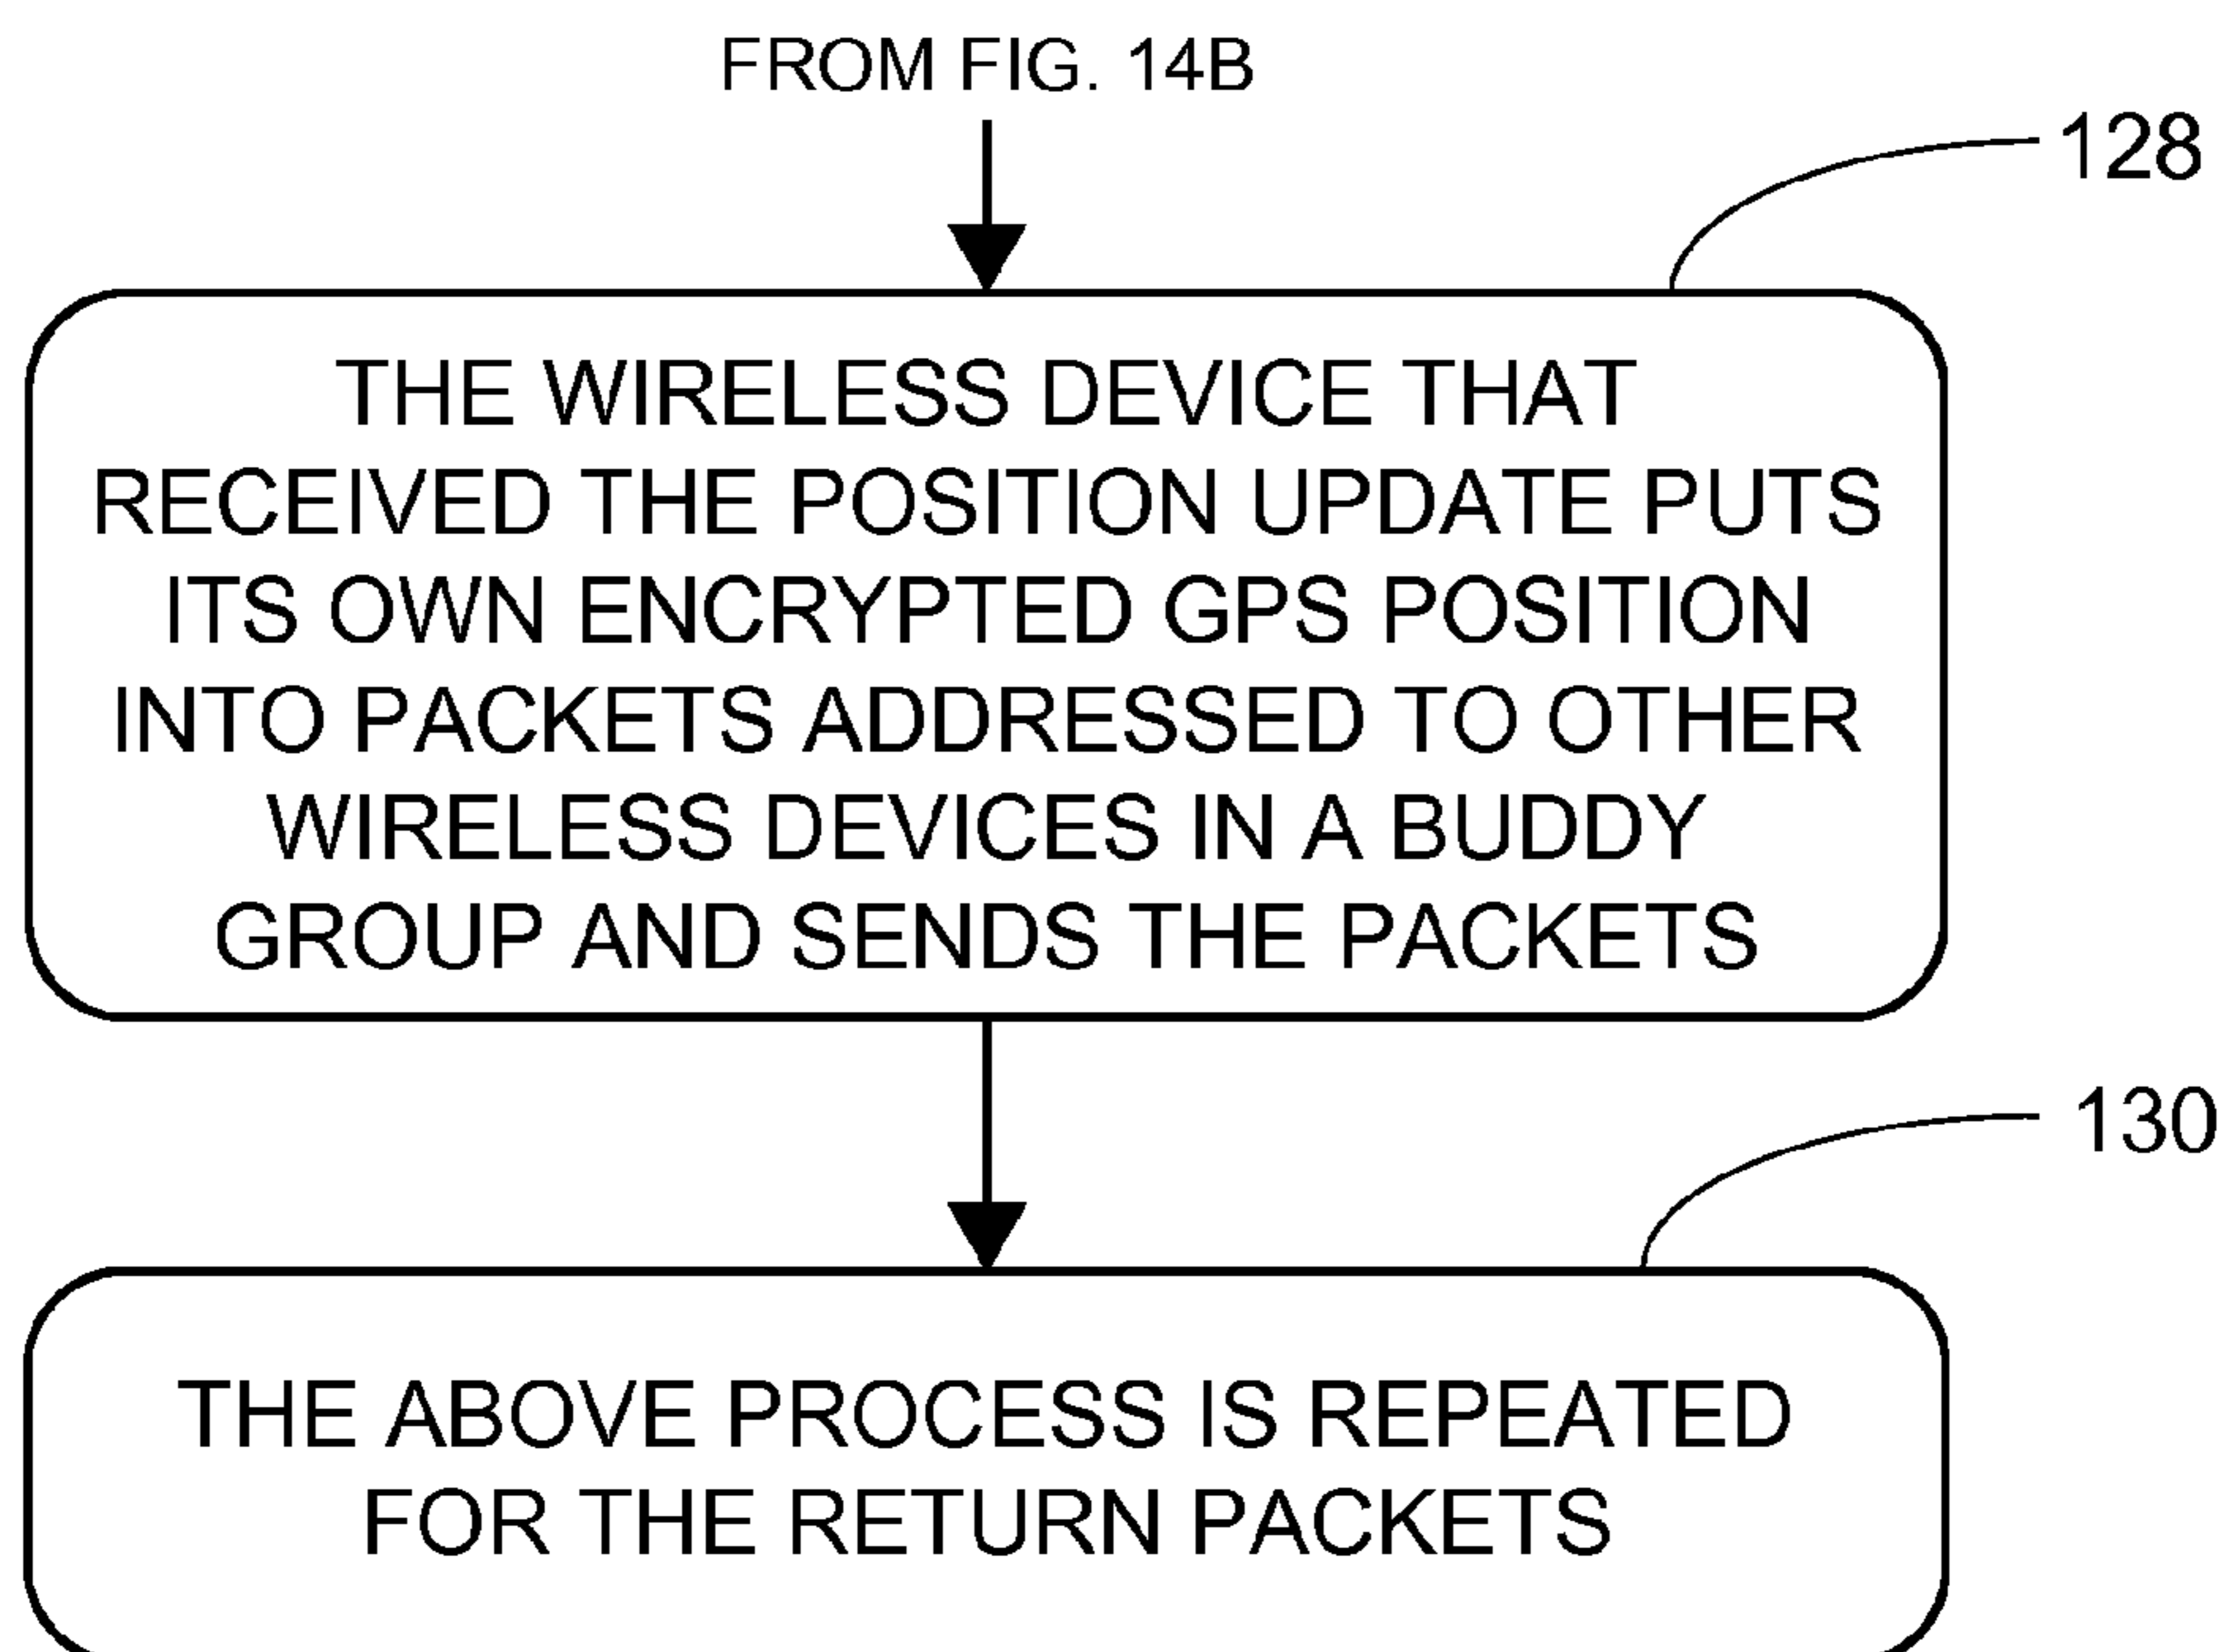 FROM FIG. 14B
128
THE WIRELESS DEVICE THAT
RECEIVED THE POSITION UPDATE PUTS
ITS OWN ENCRYPTED GPS POSITION
INTO PACKETS ADDRESSED TO OTHER
WIRELESS DEVICES IN A BUDDY
GROUP AND SENDS THE PACKETS
130
THE ABOVE PROCESS IS REPEATED
FOR THE RETURN PACKETS